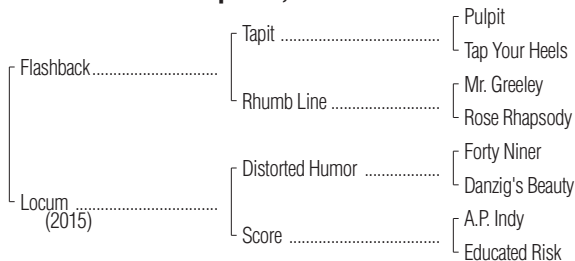 Pulpit
Tapit
Tap Your Heels
Flashback
Mr. Greeley
Rhumb Line
Rose Rhapsody
Forty Niner
Distorted Humor
Danzig's Beauty
Locum
(2015)
A.P. Indy
Score
Educated Risk